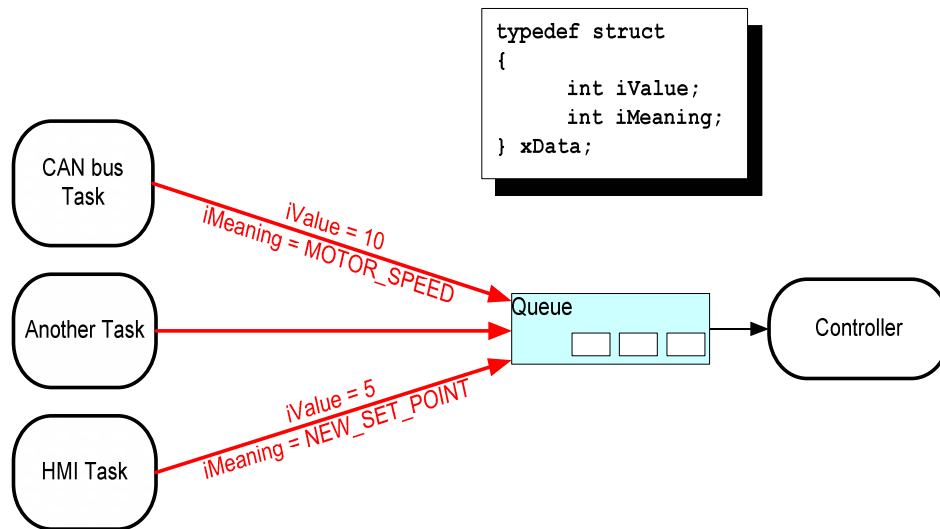 typedef struct
{
int iValue;
int iMeaning;
} xData;
CAN bus
Task
iValue = 10
iMeaning = MOTOR_SPEED
Another Task
Queue
Controller
iValue = 5
iMeaning = NEW_SET_POINT
HMI Task